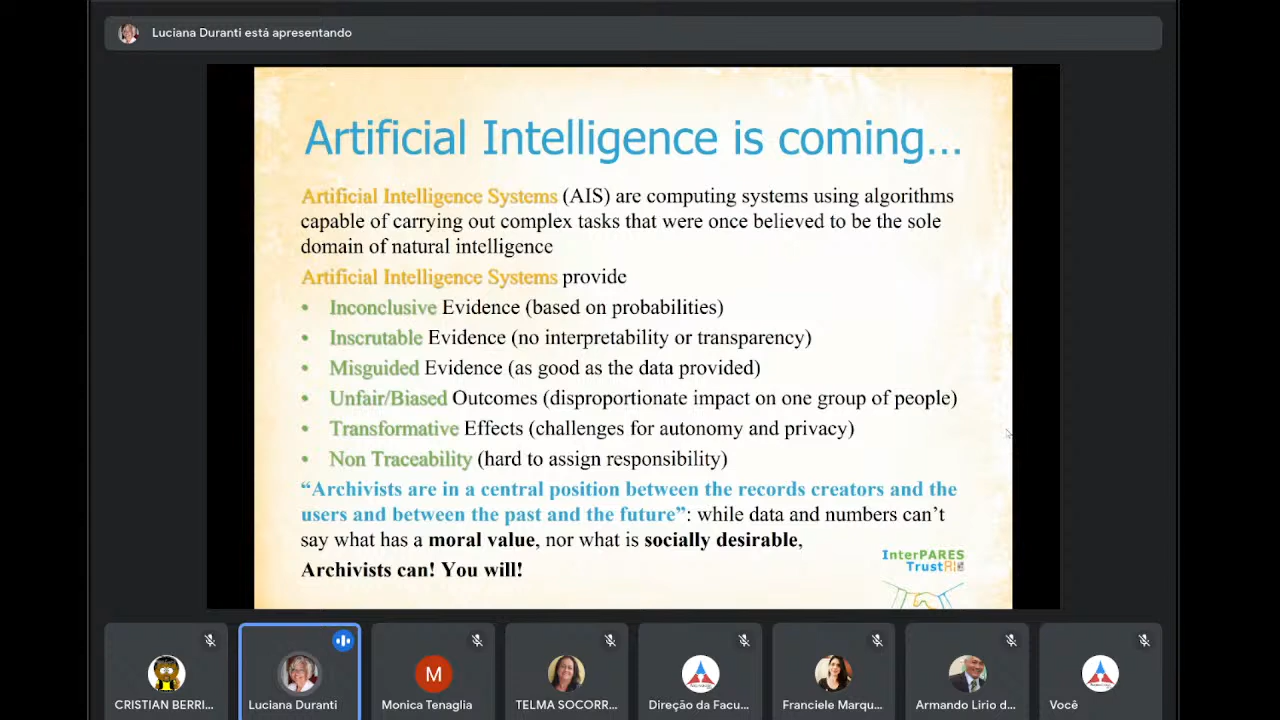 Luciana Duranti está apresentando
Artificial Intelligence is coming…
Artificial Intelligence Systems (AIS) are computing systems using algorithms
capable of carrying out complex tasks that were once believed to be the sole
domain of natural intelligence
Artificial Intelligence Systems provide
• Inconclusive Evidence (based on probabilities)
• Inscrutable Evidence (no interpretability or transparency)
• Misguided Evidence (as good as the data provided)
• Unfair/Biased Outcomes (disproportionate impact on one group of people)
• Transformative Effects (challenges for autonomy and privacy)
• Non Traceability (hard to assign responsibility)
“Archivists are in a central position between the records creators and the
users and between the past and the future”: while data and numbers can’t
say what has a moral value, nor what is socially desirable,
Archivists can! You will!
InterPARES
TrustAI
M
CRISTIAN BERRI...
Luciana Duranti
Monica Tenaglia
TELMA SOCORR...
Direção da Facu...
Franciele Marqu...
Armando Lirio d...
Você